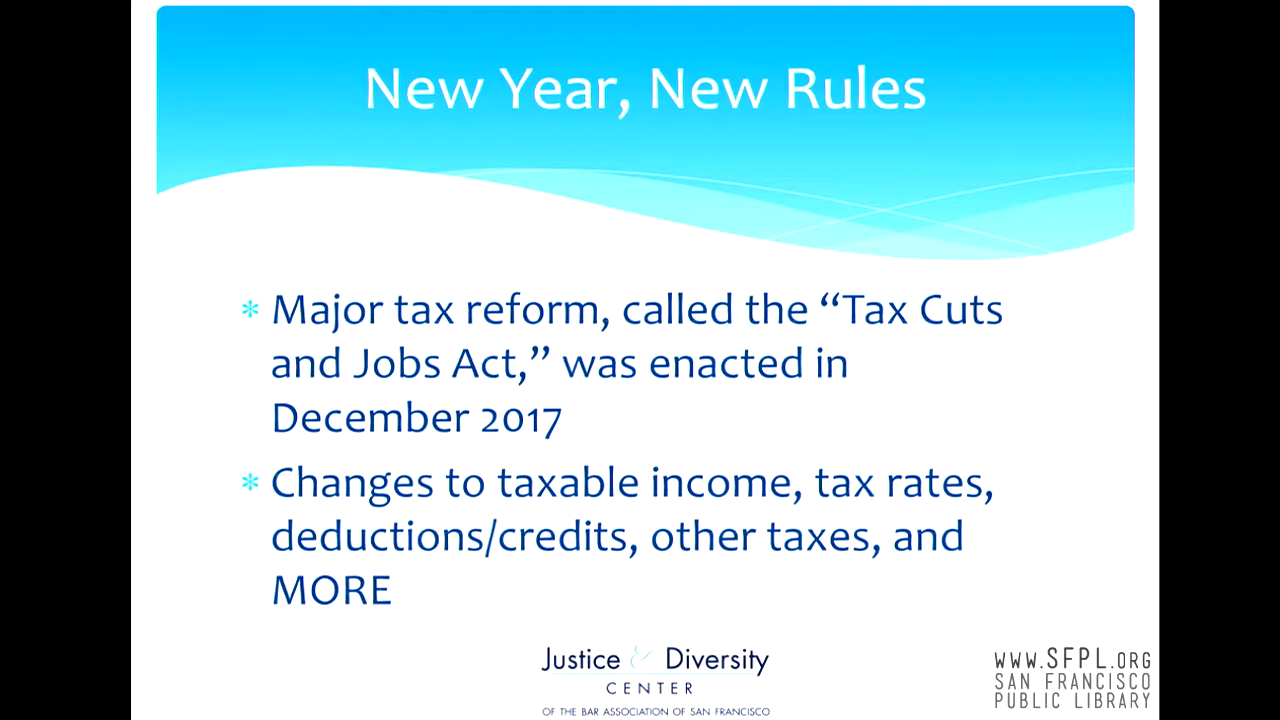 New Year, New Rules
* Major tax reform, called the “Tax Cuts
and Jobs Act,” was enacted in
December 2017
* Changes to taxable income, tax rates,
deductions/credits, other taxes, and
MORE
Justice & Diversity
CENTER
OF THE BAR ASSOCIATION OF SAN FRANCISCO
WWW.SFPL.ORG
SAN FRANCISCO
PUBLIC LIBRARY